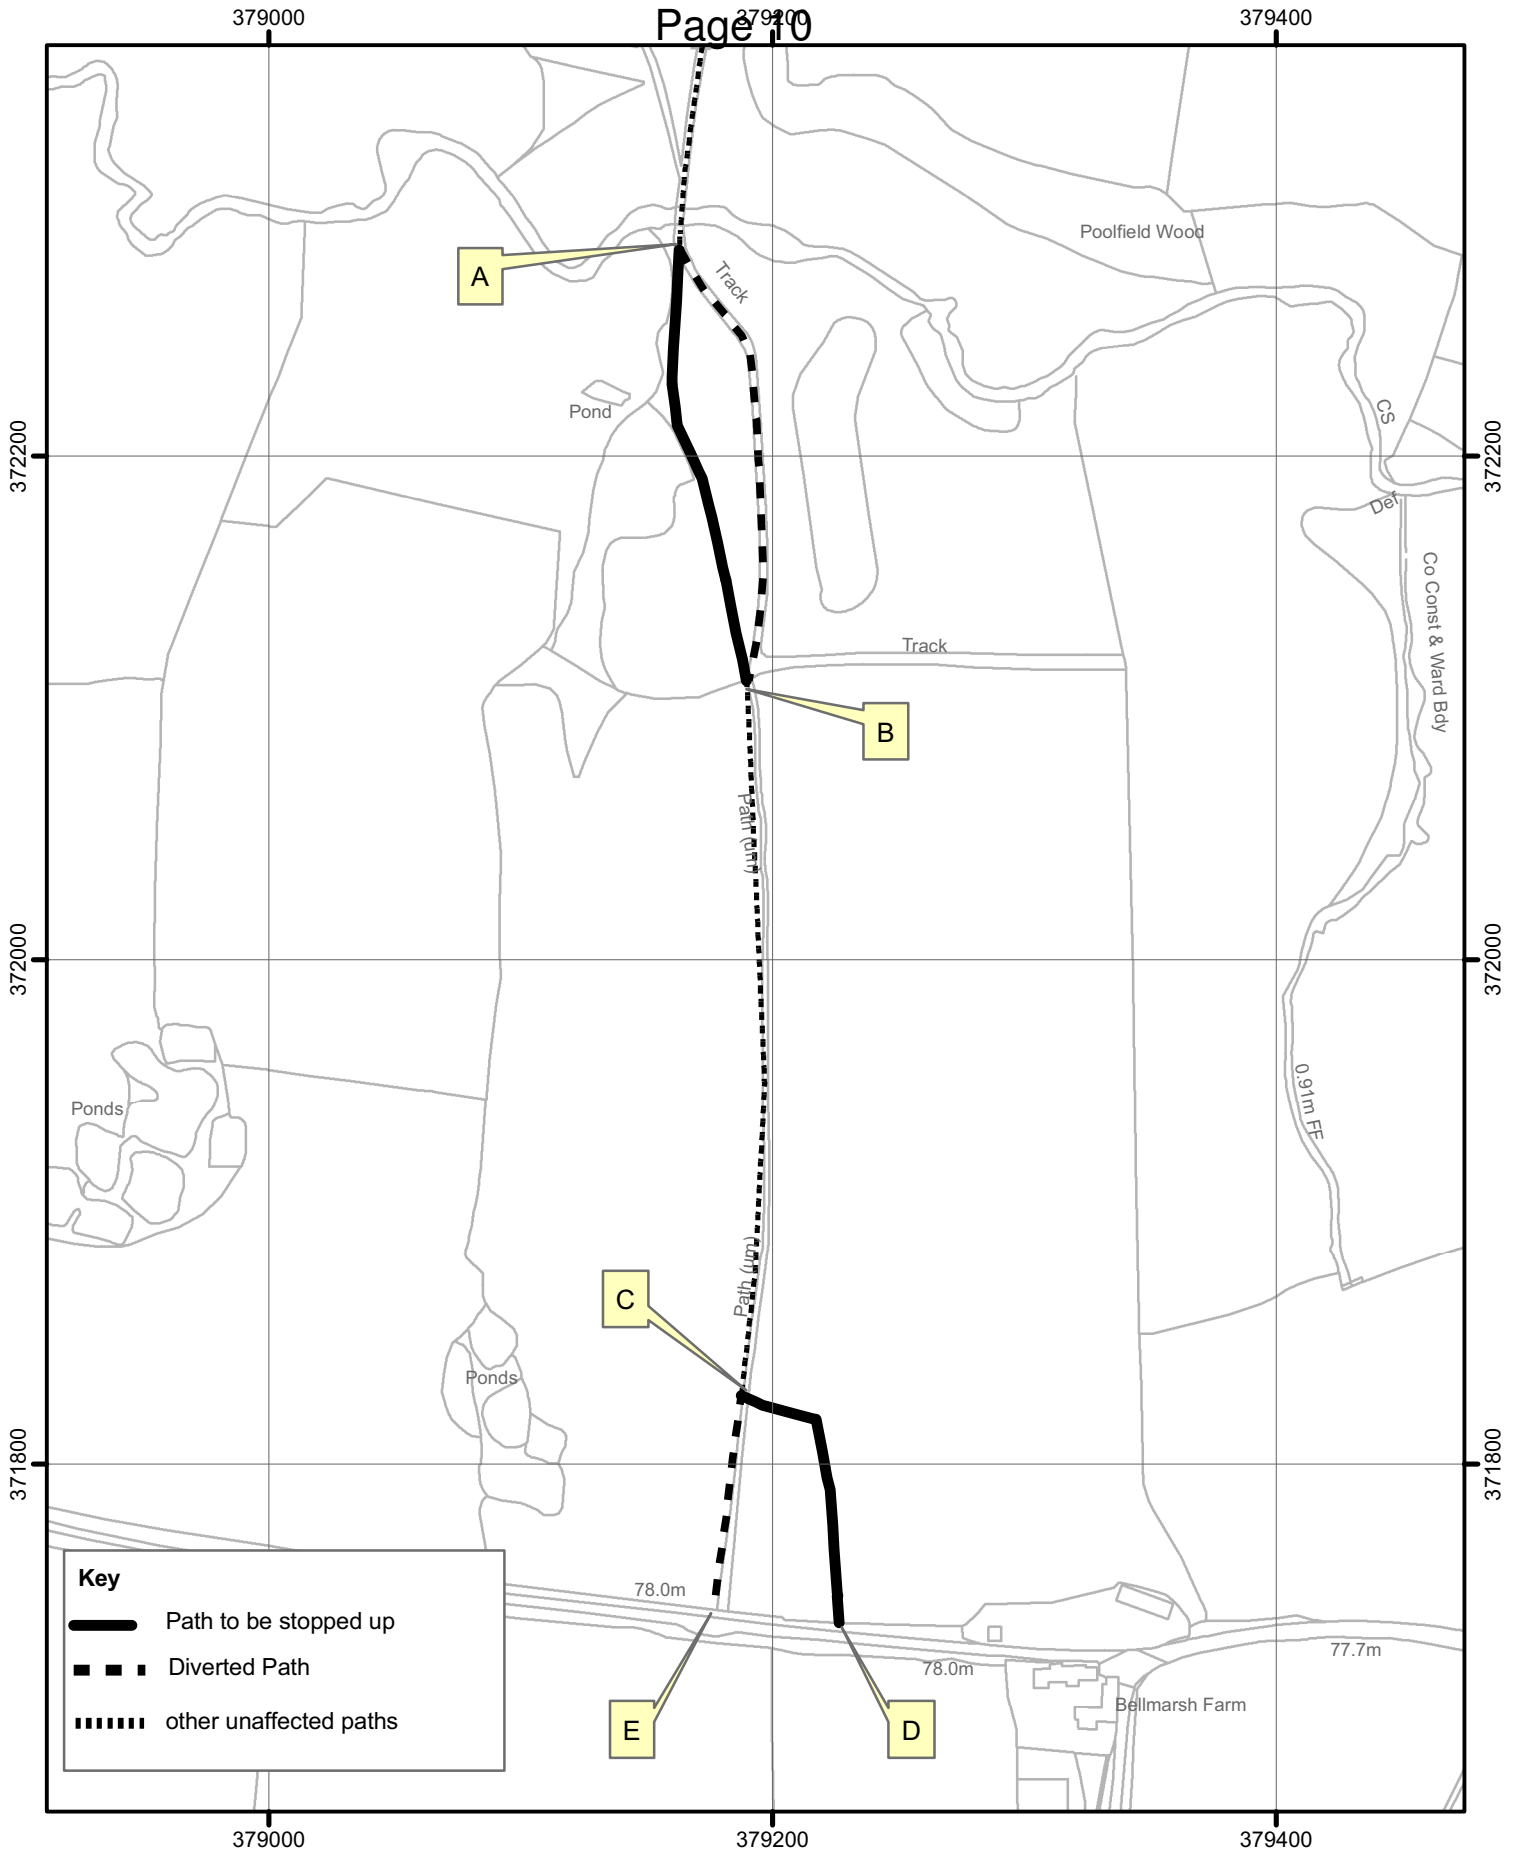 Page 10
379000
379200
379400
Poolfield Wood
A
Track
Pond
CS
372200
372200
Def
Co Const & Ward Bdy
Track
B
Path (um)
372000
372000
0.91m FF
Ponds
Path (um)
C
Ponds
371800
371800
Key
Path to be stopped up
Diverted Path
other unaffected paths
78.0m
78.0m
77.7m
Bellmarsh Farm
E
D
379000
379200
379400